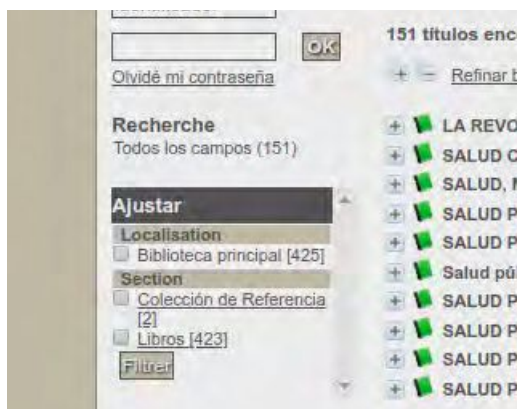 OK
Olvidé mi contraseña
Recherche
Todos los campos (151)
Ajustar
Localisation
Biblioteca principal [425]
Section
Colección de Referencia
[2]
Libros [423]
Filtrer
151 títulos enc
Refinar b
LA REVO
SALUD C
SALUD,
SALUD P
SALUD P
Salud pú
SALUD P
SALUD P
SALUD P
SALUD P